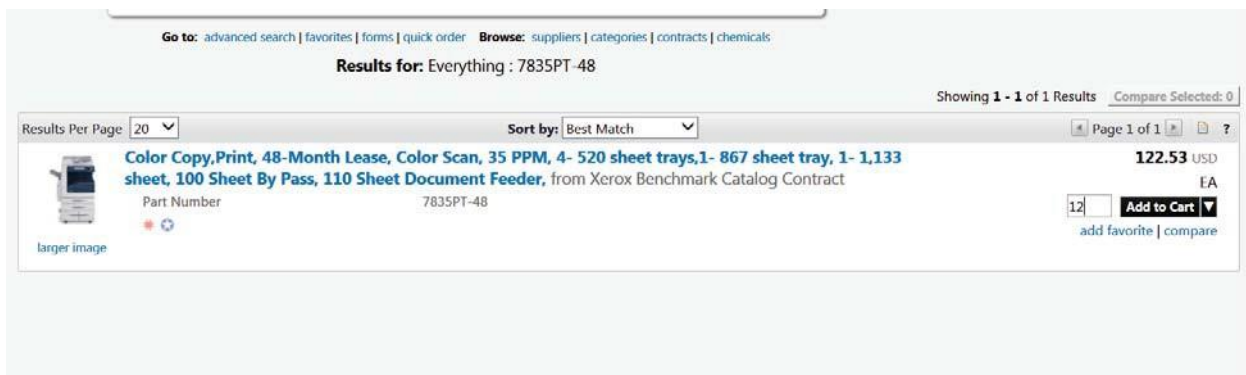 Go to: advanced search | favorites | forms | quick order Browse: suppliers | categories | contracts | chemicals
Results for: Everything : 7835PT-48
Showing 1 - 1 of 1 Results Compare Selected: 0
Results Per Page 20 Sort by: Best Match Page 1 of 1 ?
Color Copy,Print, 48-Month Lease, Color Scan, 35 PPM, 4- 520 sheet trays,1- 867 sheet tray, 1- 1,133 122.53 USD
sheet, 100 Sheet By Pass, 110 Sheet Document Feeder, from Xerox Benchmark Catalog Contract EA
Part Number 7835PT-48 12 Add to Cart
add favorite | compare
larger image